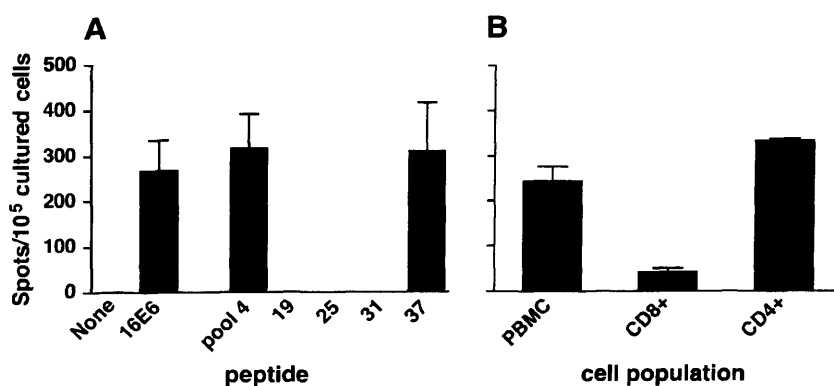 A
B
Spots/10⁵ cultured cells
500
400
300
200
100
0
None
16E6
pool 4
19
25
31
37
peptide
PBMC
CD8+
CD4+
cell population